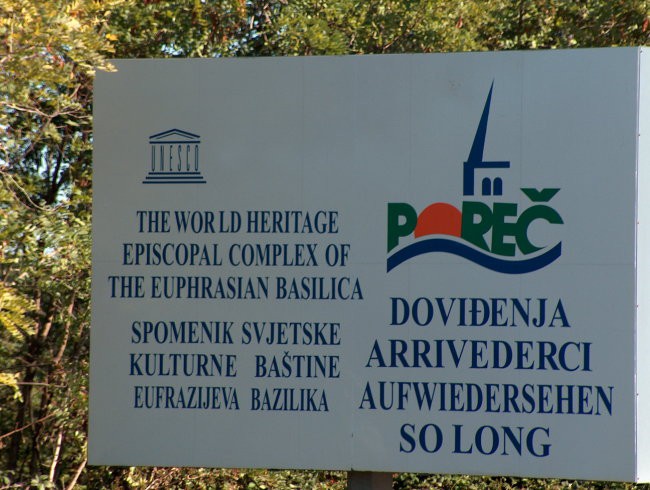 UNESCO
THE WORLD HERITAGE
EPISCOPAL COMPLEX OF
THE EUPHRASIAN BASILICA
SPOMENIK SVJETSKE
KULTURNE BAŠTINE
EUFRAZIJEVA BAZILIKA
POREČ
DOVIĐENJA
ARRIVEDERCI
AUFWIEDERSEHEN
SO LONG